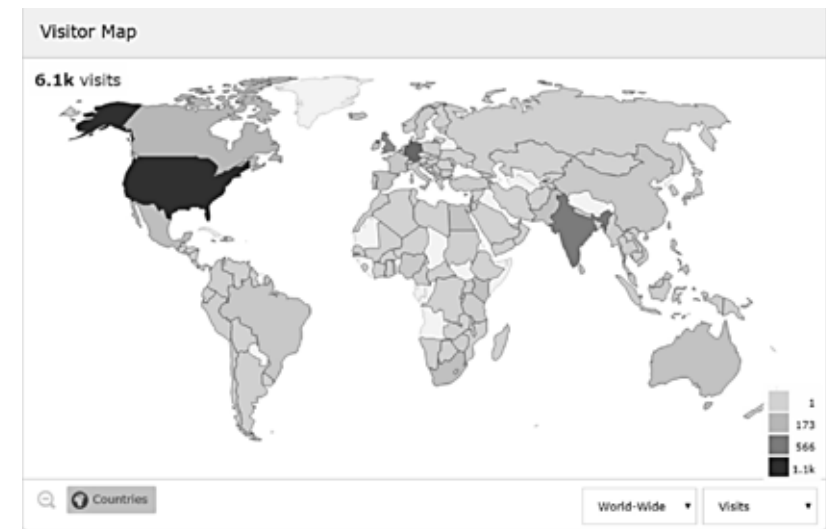 Visitor Map
6.1k visits
1
173
566
1.1k
Countries
World-Wide
Visits